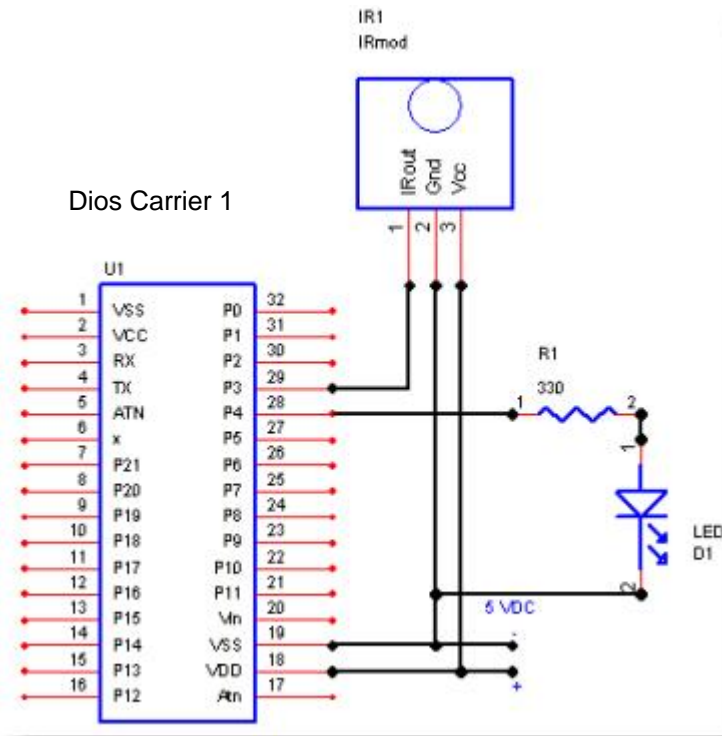 IR1
IRmod
IRout
Gnd
Vcc
1
2
3
Dios Carrier 1
U1
1 VSS P0 32
2 VCC P1 31
3 RX P2 30
4 TX P3 29
5 ATN P4 28
6 x P5 27
7 P21 P6 26
8 P20 P7 25
9 P19 P8 24
10 P18 P9 23
11 P17 P10 22
12 P16 P11 21
13 P15 Vin 20
14 P14 VSS 19
15 P13 VDD 18
16 P12 Atn 17
R1
330
1 2
1
LED
D1
2
5 VDC
-
+